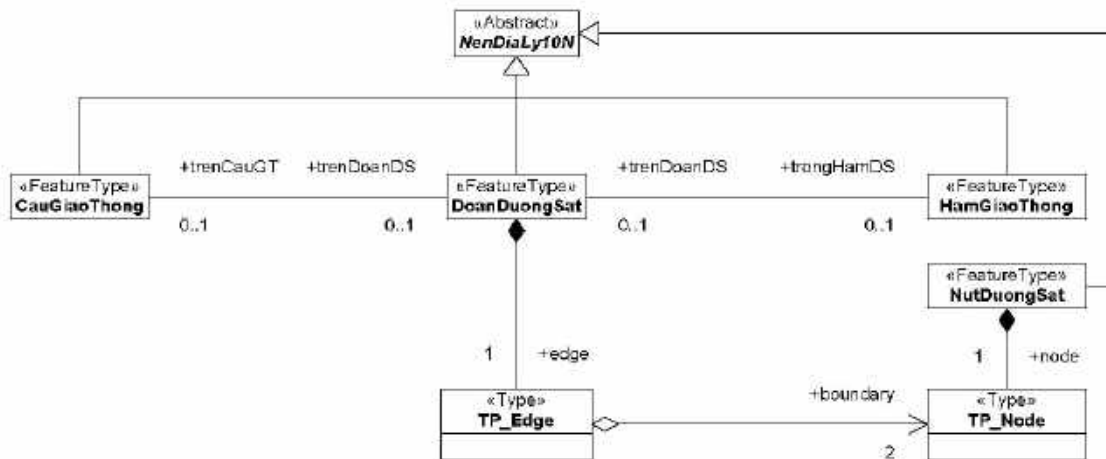 «Abstract»
NenDiaLy10N
+trenCauGT
+trenDoanDS
+trenDoanDS
+trongHamDS
«FeatureType»
CauGiaoThong
«FeatureType»
DoanDuongSat
«FeatureType»
HamGiaoThong
0..1
0..1
0..1
0..1
«FeatureType»
NutDuongSat
1
+edge
1
+node
«Type»
TP_Edge
+boundary
2
«Type»
TP_Node